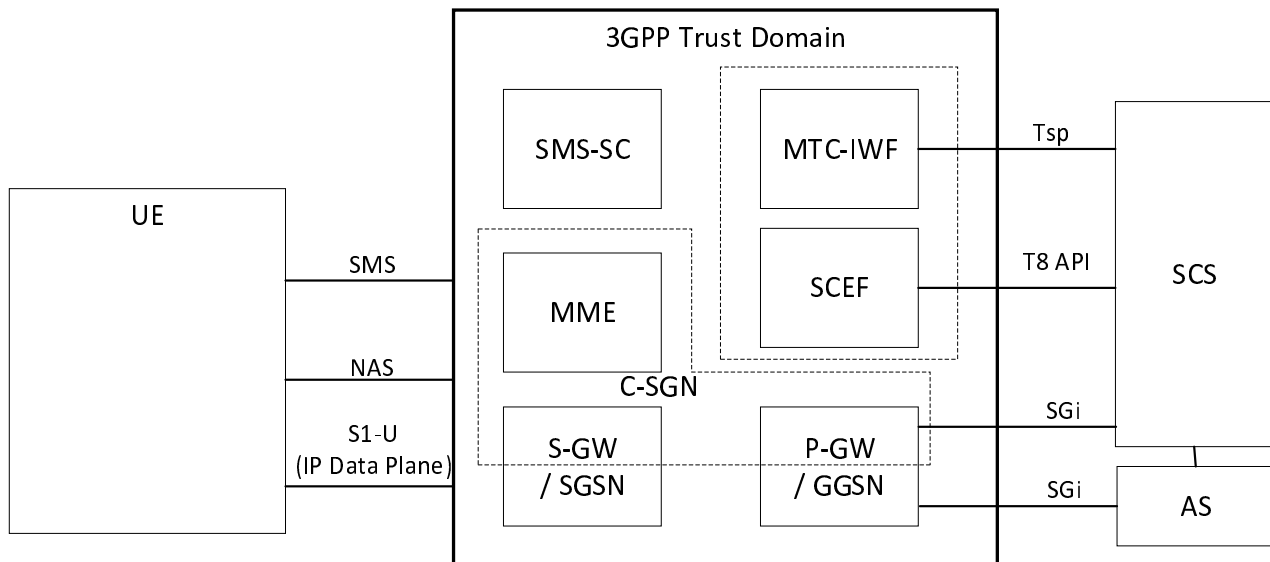 3GPP Trust Domain
SMS-SC
MTC-IWF
Tsp
UE
SMS
MME
SCEF
T8 API
SCS
NAS
C-SGN
S1-U
(IP Data Plane)
S-GW
/ SGSN
P-GW
/ GGSN
SGi
SGi
AS